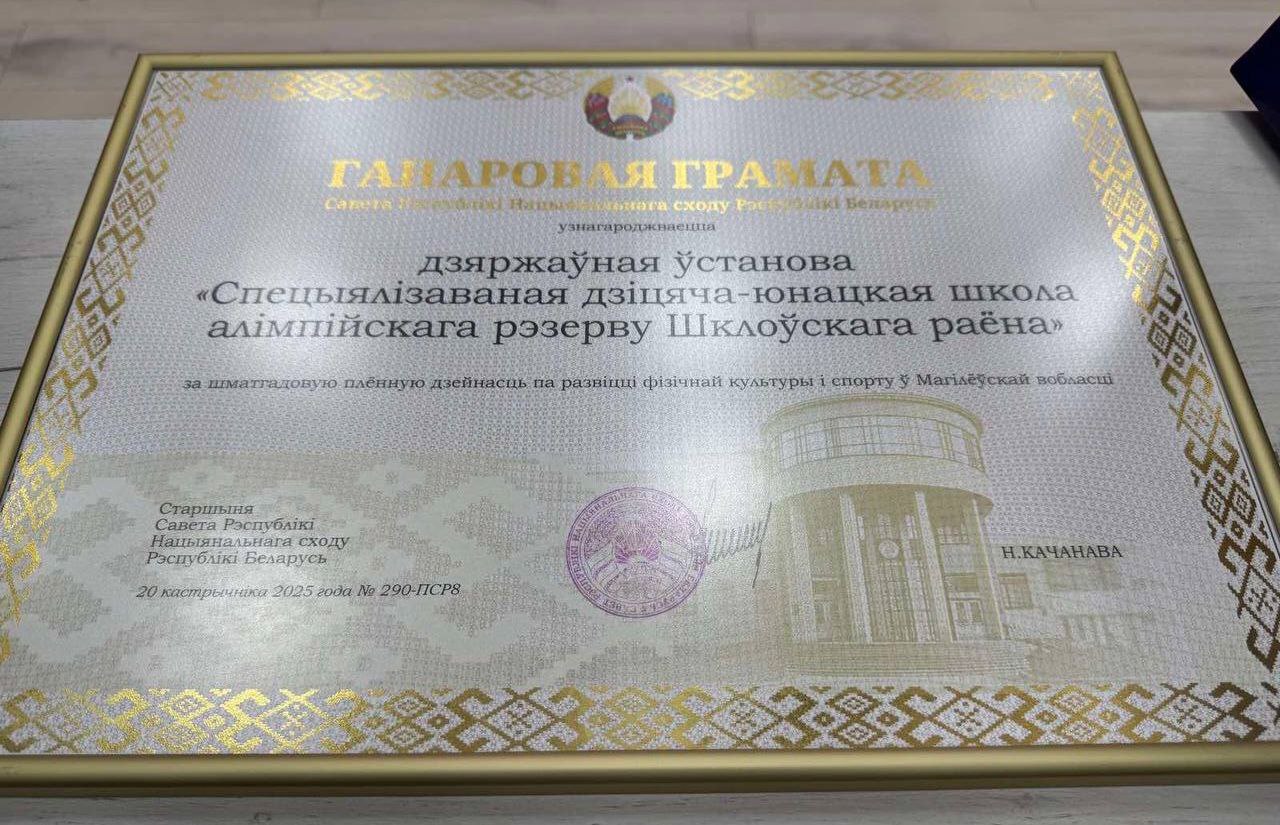 ГАНАРОВАЯ ГРАМАТА
Савета Рэспублікі Нацыянальнага сходу Рэспублікі Беларусь
узнагароджваецца
дзяржаўная ўстанова
«Спецыялізаваная дзіцяча-юнацкая школа
алімпійскага рэзерву Шклоўскага раёна»
за шматгадовую плённую дзейнасць па развіцці фізічнай культуры і спорту ў Магілёўскай вобласці
Старшыня
Савета Рэспублікі
Нацыянальнага сходу
Рэспублікі Беларусь
Н.КАЧАНАВА
20 кастрычніка 2025 года № 290-ПСР8